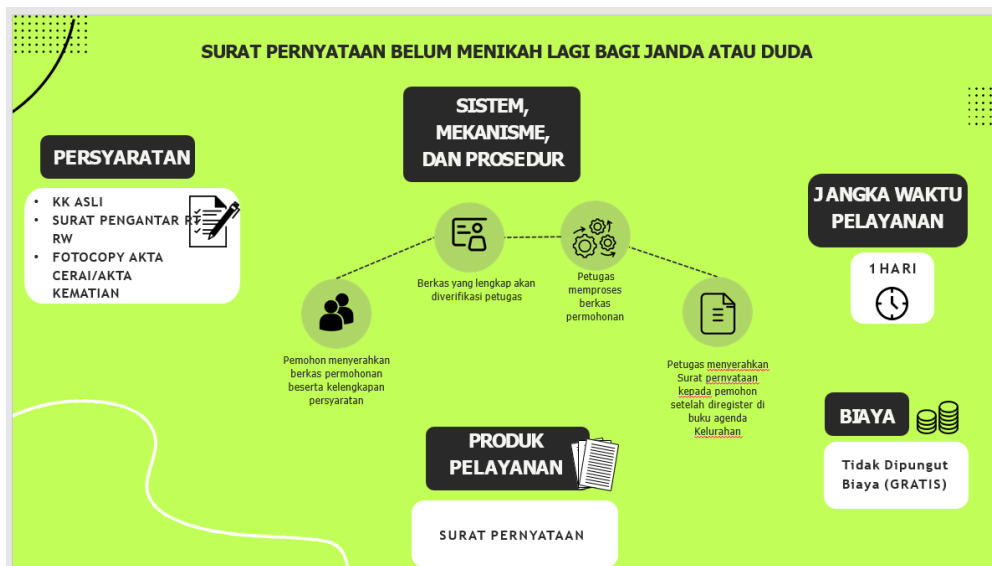 SURAT PERNYATAAN BELUM MENIKAH LAGI BAGI JANDA ATAU DUDA
PERSYARATAN
• KK ASLI
• SURAT PENGANTAR RT
RW
• FOTOCOPY AKTA
CERAI/AKTA
KEMATIAN
SISTEM,
MEKANISME,
DAN PROSEDUR
Pemohon menyerahkan
berkas permohonan
beserta kelengkapan
persyaratan
Berkas yang lengkap akan
diverifikasi petugas
Petugas
memproses
berkas
permohonan
Petugas menyerahkan
Surat pernyataan
kepada pemohon
setelah diregister di
buku agenda
Kelurahan
JANGKA WAKTU
PELAYANAN
1 HARI
BIAYA
Tidak Dipungut
Biaya (GRATIS)
PRODUK
PELAYANAN
SURAT PERNYATAAN